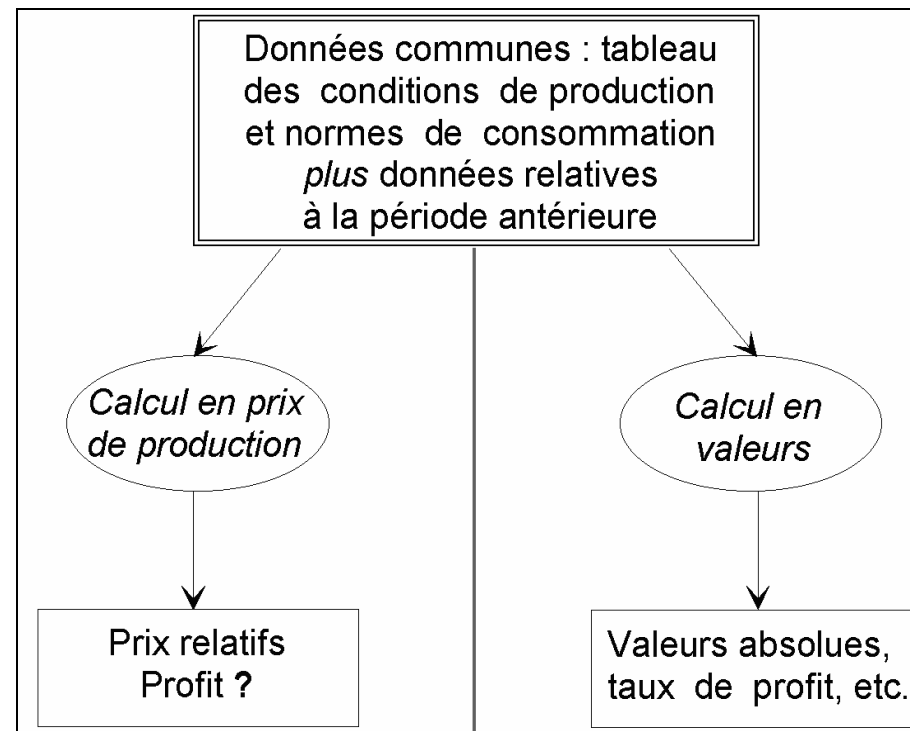 Données communes : tableau
des conditions de production
et normes de consommation
plus données relatives
à la période antérieure
Calcul en prix
de production
Calcul en
valeurs
Prix relatifs
Profit ?
Valeurs absolues,
taux de profit, etc.